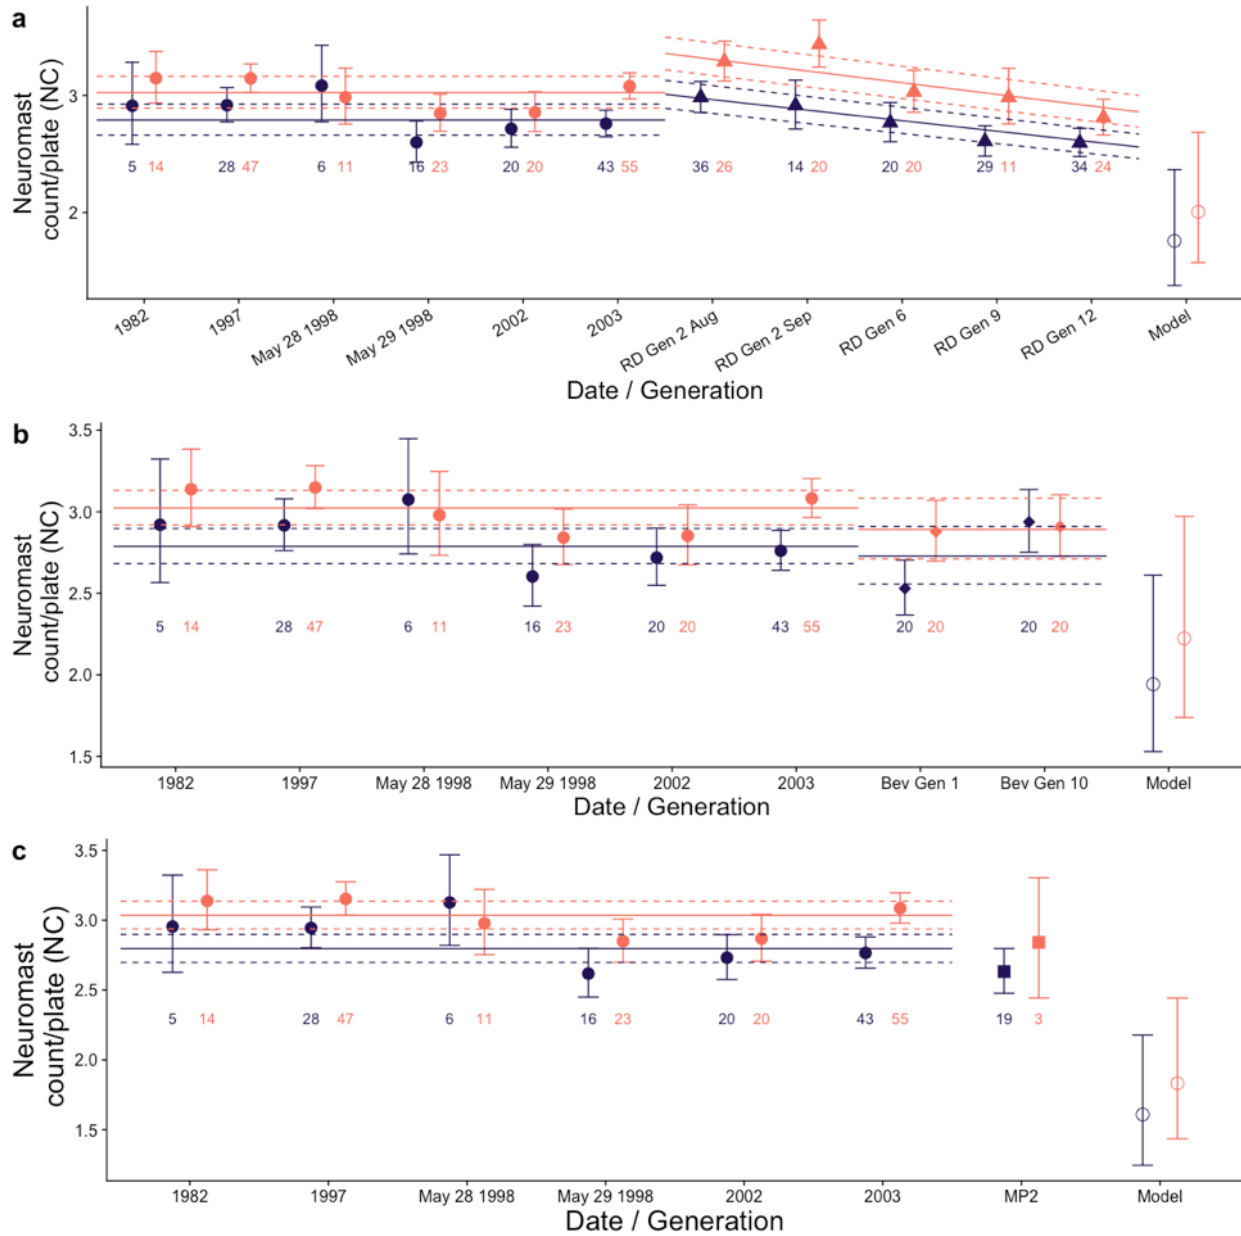 a
Neuromast
count/plate (NC)
3
2
5 14 28 47 6 11 16 23 20 20 43 55 36 26 14 20 20 20 29 11 34 24
1982 1997 May 28 1998 May 29 1998 2002 2003 RD Gen 2 Aug RD Gen 2 Sep RD Gen 6 RD Gen 9 RD Gen 12 Model
Date / Generation
b
Neuromast
count/plate (NC)
3.5
3.0
2.5
2.0
1.5
5 14 28 47 6 11 16 23 20 20 43 55 20 20 20 20
1982 1997 May 28 1998 May 29 1998 2002 2003 Bev Gen 1 Bev Gen 10 Model
Date / Generation
c
Neuromast
count/plate (NC)
3.5
3.0
2.5
2.0
1.5
5 14 28 47 6 11 16 23 20 20 43 55 19 3
1982 1997 May 28 1998 May 29 1998 2002 2003 MP2 Model
Date / Generation